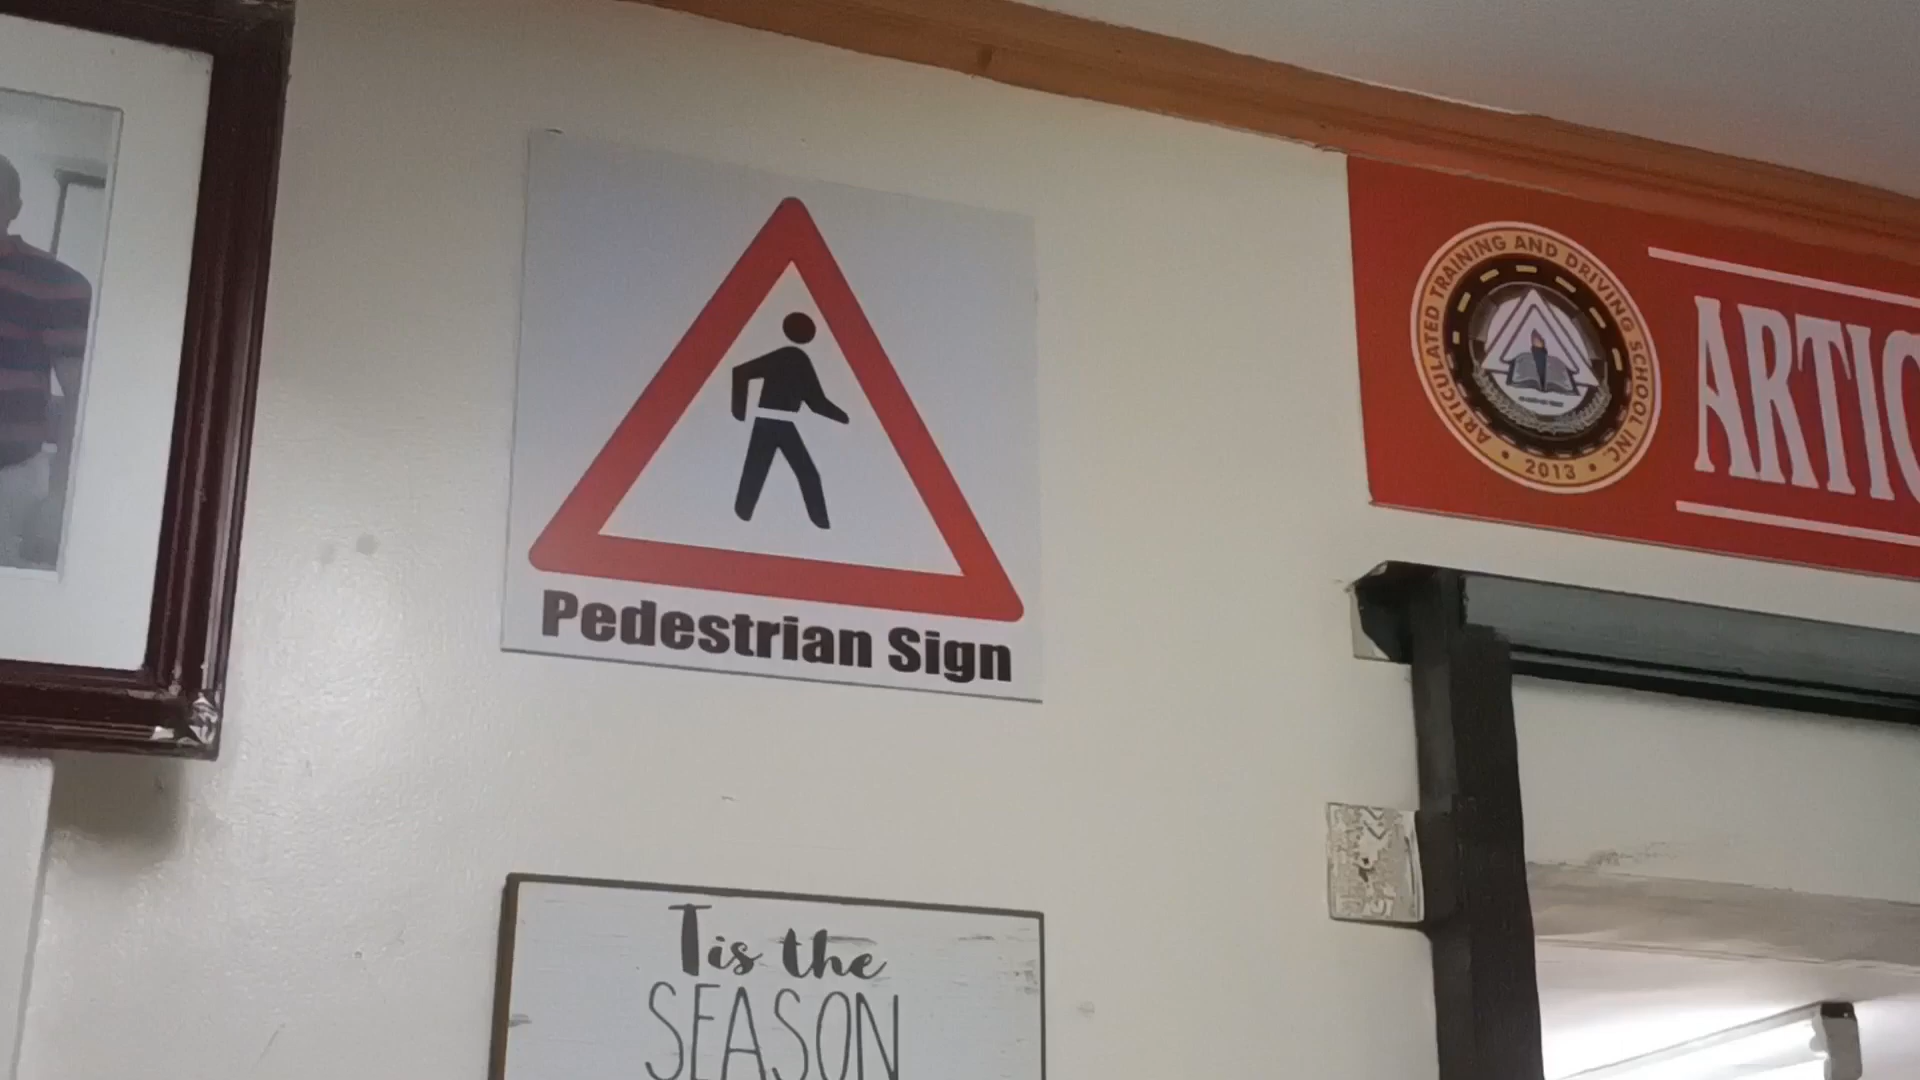 Pedestrian Sign
ARTICULATED TRAINING AND DRIVING SCHOOL INC.
2013
ARTIC
Tis the
SEASON